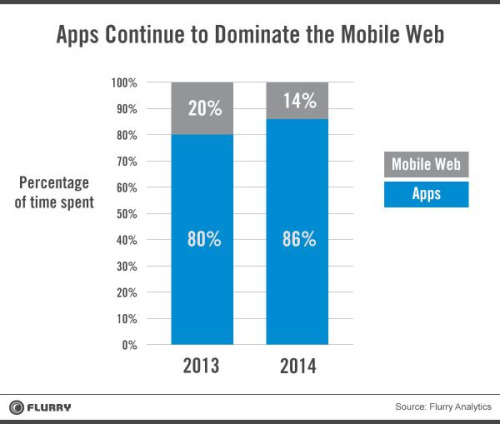 Apps Continue to Dominate the Mobile Web
100%
90%
80%
70%
60%
50%
40%
30%
20%
10%
0%
Percentage
of time spent
20%
14%
80%
86%
2013
2014
Mobile Web
Apps
FLURRY
Source: Flurry Analytics